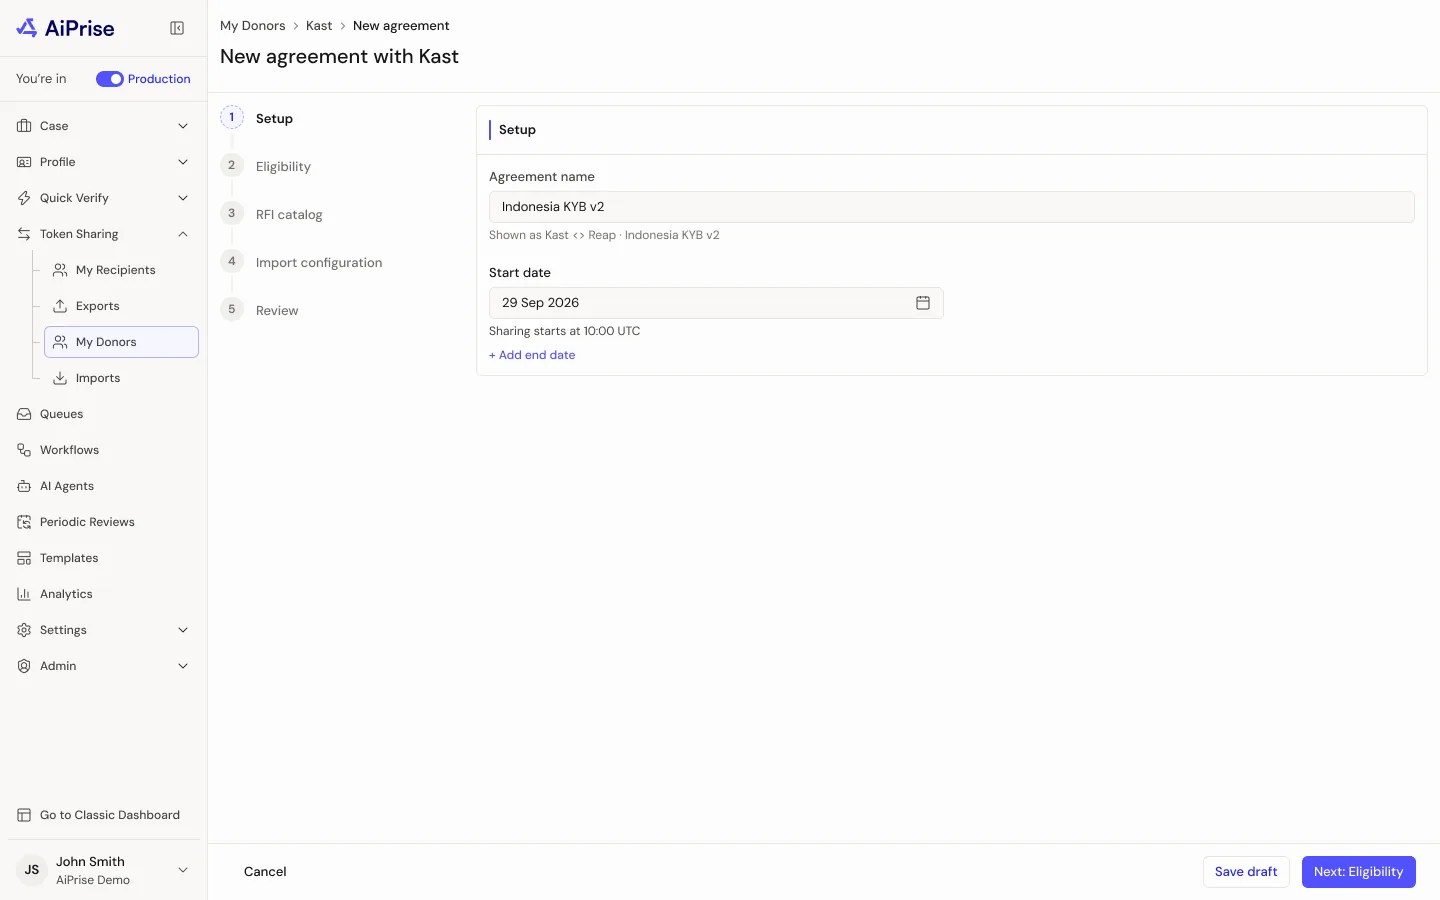 AiPrise
You're in
Production
Case
Profile
Quick Verify
Token Sharing
My Recipients
Exports
My Donors
Imports
Queues
Workflows
AI Agents
Periodic Reviews
Templates
Analytics
Settings
Admin
Go to Classic Dashboard
JS
John Smith
AiPrise Demo
My Donors > Kast > New agreement
New agreement with Kast
1 Setup
2 Eligibility
3 RFI catalog
4 Import configuration
5 Review
Setup
Agreement name
Indonesia KYB v2
Shown as Kast <> Reap · Indonesia KYB v2
Start date
29 Sep 2026
Sharing starts at 10:00 UTC
+ Add end date
Cancel
Save draft
Next: Eligibility